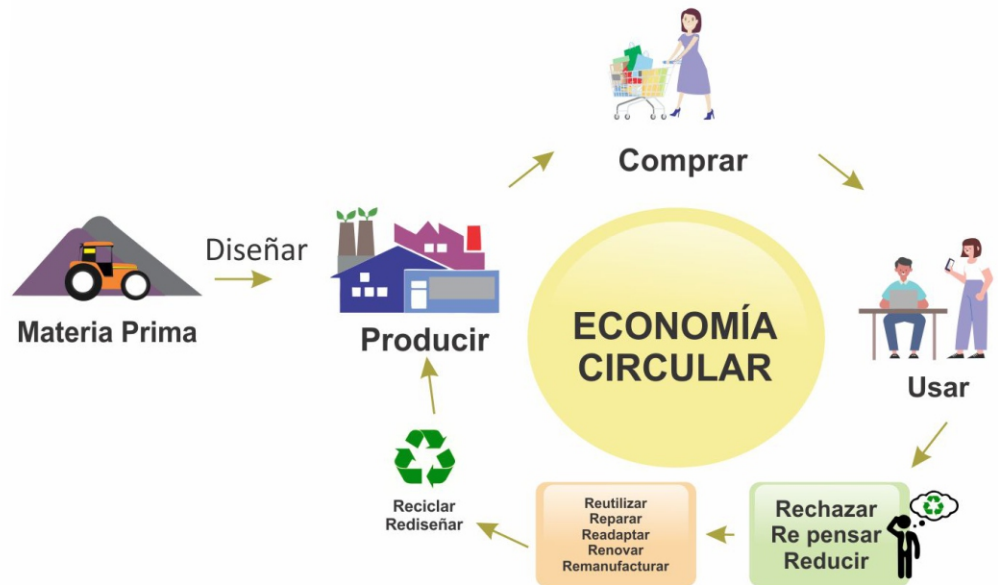 Comprar
Diseñar
Materia Prima
Producir
ECONOMÍA
CIRCULAR
Usar
Reciclar
Rediseñar
Reutilizar
Reparar
Readaptar
Renovar
Remanufacturar
Rechazar
Re pensar
Reducir